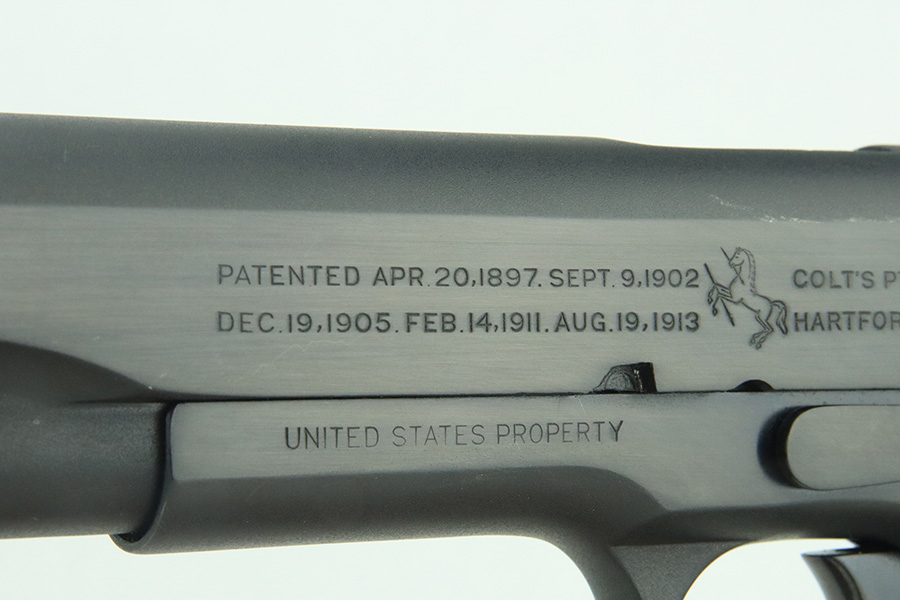 PATENTED APR.20,1897. SEPT.9,1902 COLT'S
DEC.19,1905. FEB.14,1911. AUG.19,1913
UNITED STATES PROPERTY